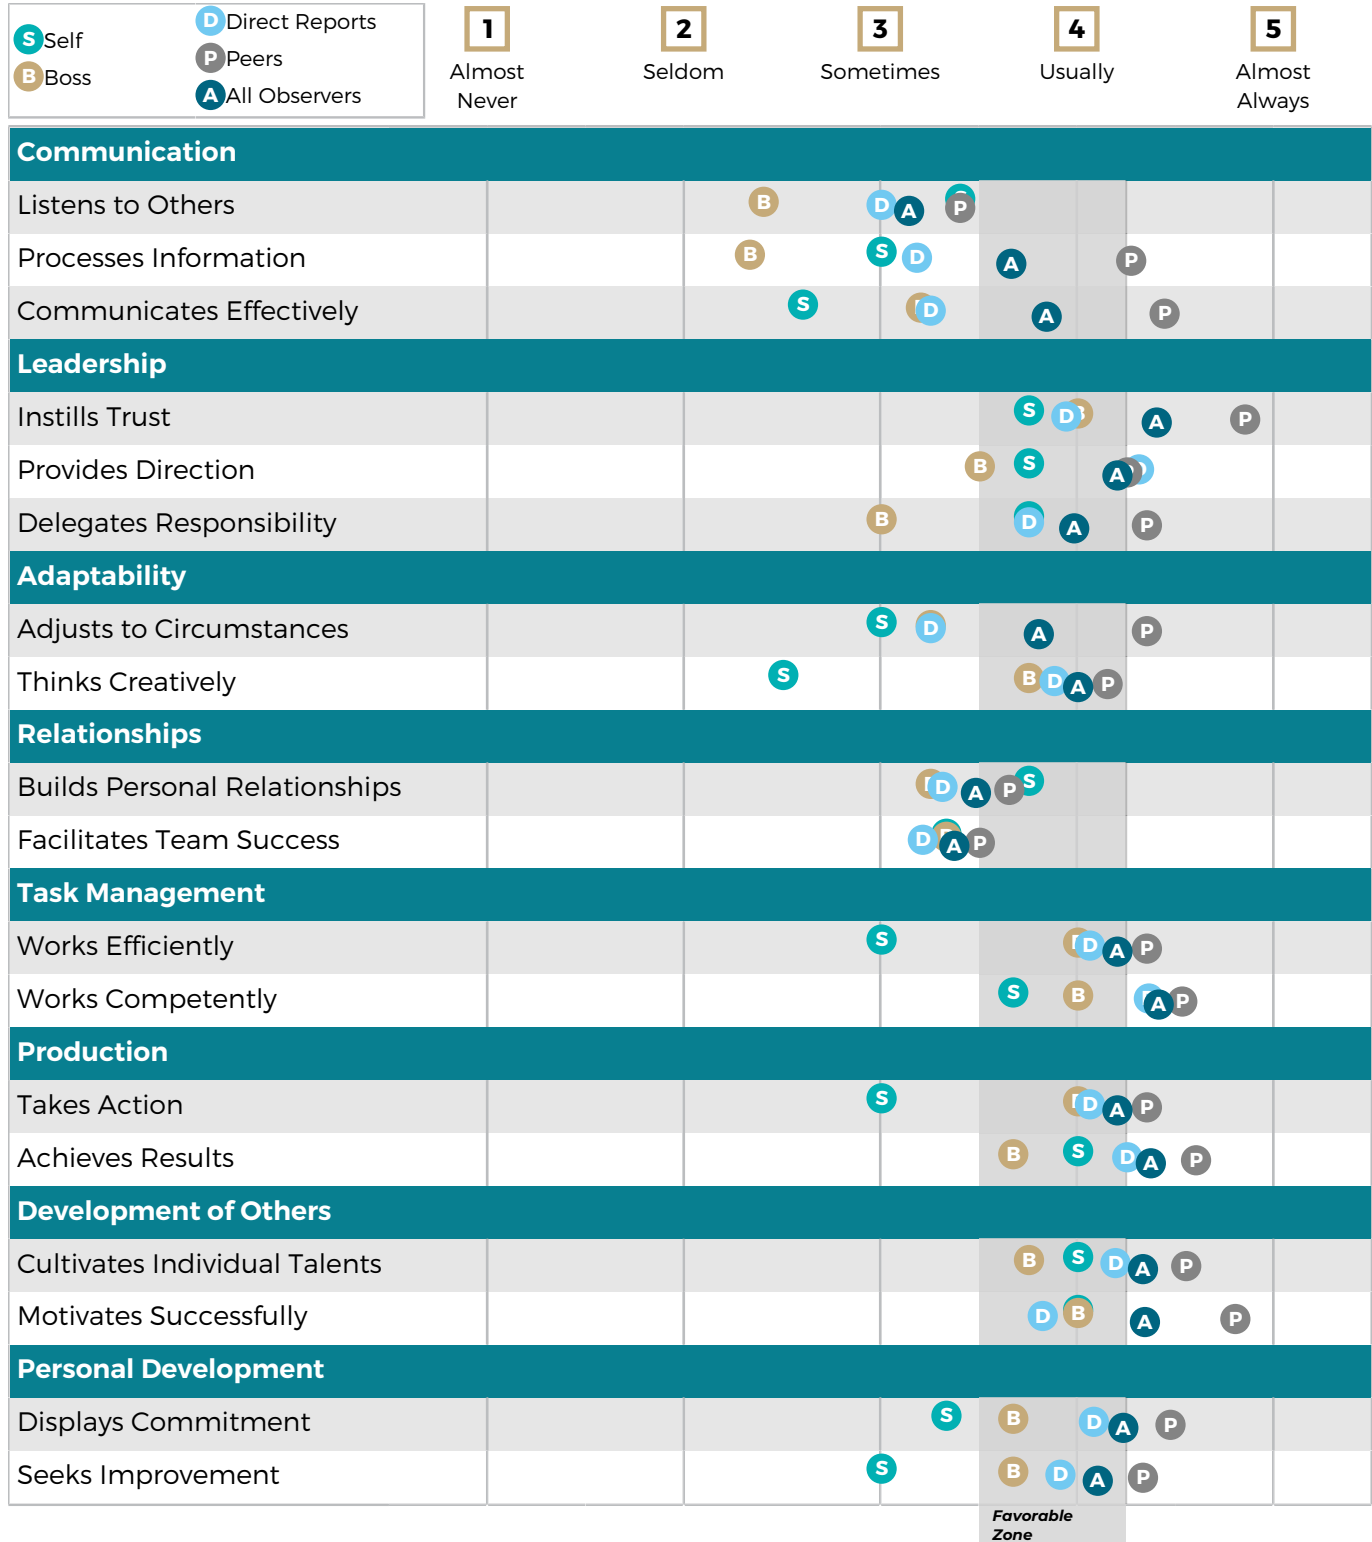 S Self
B Boss
D Direct Reports
P Peers
A All Observers
1 2 3 4 5
Almost Never
Seldom
Sometimes
Usually
Almost Always
Communication
Listens to Others B D A P
Processes Information B S D A P
Communicates Effectively S D A P
Leadership
Instills Trust S D B A P
Provides Direction B S A
Delegates Responsibility B D A P
Adaptability
Adjusts to Circumstances S D A P
Thinks Creatively S B D A P
Relationships
Builds Personal Relationships D A P S
Facilitates Team Success D A P
Task Management
Works Efficiently S D A P
Works Competently S B A P
Production
Takes Action S D A P
Achieves Results B S D A P
Development of Others
Cultivates Individual Talents B S D A P
Motivates Successfully D B A P
Personal Development
Displays Commitment S B D A P
Seeks Improvement S B D A P
Favorable
Zone